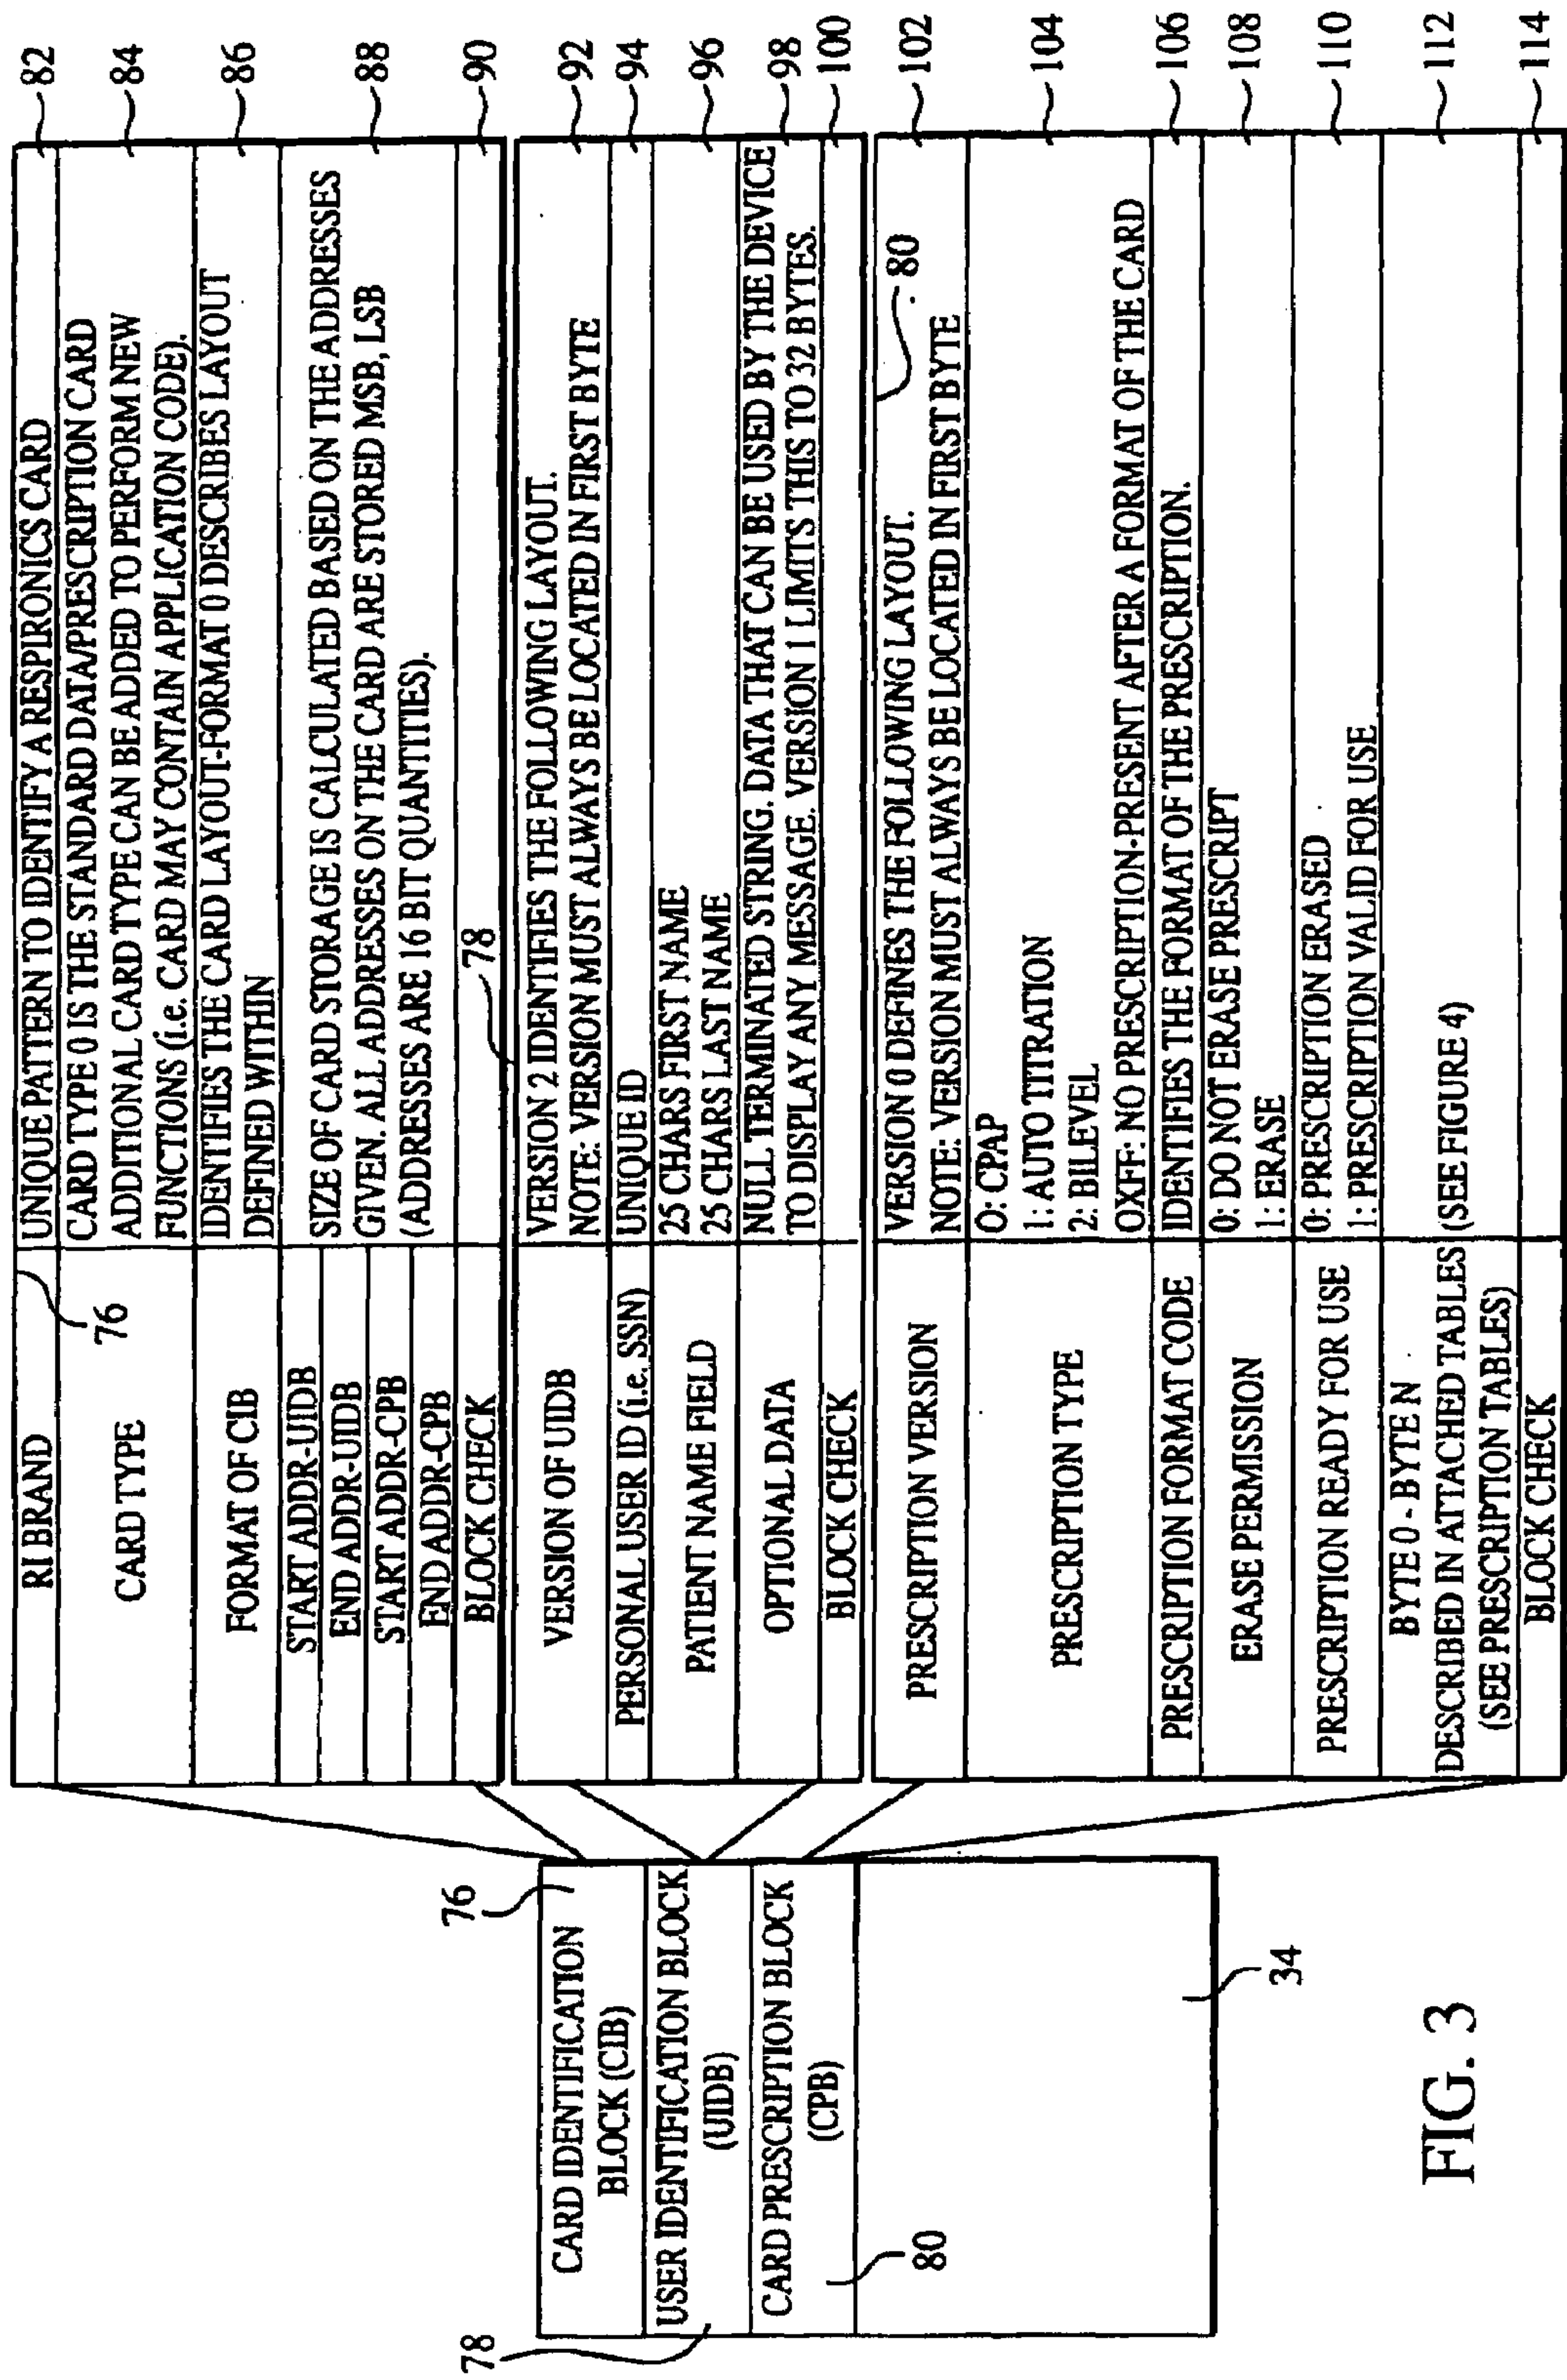 76
CARD IDENTIFICATION
BLOCK (CIB)
USER IDENTIFICATION BLOCK
(UIDB)
78
CARD PRESCRIPTION BLOCK
(CPB)
80
34
RI BRAND
76
UNIQUE PATTERN TO IDENTIFY A RESPIRONICS CARD
82
CARD TYPE
CARD TYPE 0 IS THE STANDARD DATA/PRESCRIPTION CARD
ADDITIONAL CARD TYPE CAN BE ADDED TO PERFORM NEW
FUNCTIONS (i.e. CARD MAY CONTAIN APPLICATION CODE).
84
FORMAT OF CIB
IDENTIFIES THE CARD LAYOUT-FORMAT 0 DESCRIBES LAYOUT
DEFINED WITHIN
86
START ADDR-UIDB
END ADDR-UIDB
START ADDR-CPB
END ADDR-CPB
SIZE OF CARD STORAGE IS CALCULATED BASED ON THE ADDRESSES
GIVEN. ALL ADDRESSES ON THE CARD ARE STORED MSB, LSB
(ADDRESSES ARE 16 BIT QUANTITIES).
88
BLOCK CHECK
90
78
VERSION OF UIDB
VERSION 2 IDENTIFIES THE FOLLOWING LAYOUT.
NOTE: VERSION MUST ALWAYS BE LOCATED IN FIRST BYTE
92
PERSONAL USER ID (i.e. SSN)
UNIQUE ID
94
PATIENT NAME FIELD
25 CHARS FIRST NAME
25 CHARS LAST NAME
96
OPTIONAL DATA
NULL TERMINATED STRING. DATA THAT CAN BE USED BY THE DEVICE
TO DISPLAY ANY MESSAGE. VERSION 1 LIMITS THIS TO 32 BYTES.
98
BLOCK CHECK
100
PRESCRIPTION VERSION
VERSION 0 DEFINES THE FOLLOWING LAYOUT.
NOTE: VERSION MUST ALWAYS BE LOCATED IN FIRST BYTE
80
102
PRESCRIPTION TYPE
O: CPAP
1: AUTO TITRATION
2: BILEVEL
OXFF: NO PRESCRIPTION-PRESENT AFTER A FORMAT OF THE CARD
104
PRESCRIPTION FORMAT CODE
IDENTIFIES THE FORMAT OF THE PRESCRIPTION.
106
ERASE PERMISSION
0: DO NOT ERASE PRESCRIPT
1: ERASE
108
PRESCRIPTION READY FOR USE
0: PRESCRIPTION ERASED
1: PRESCRIPTION VALID FOR USE
110
BYTE 0 - BYTE N
DESCRIBED IN ATTACHED TABLES
(SEE PRESCRIPTION TABLES)
(SEE FIGURE 4)
112
BLOCK CHECK
114
FIG. 3